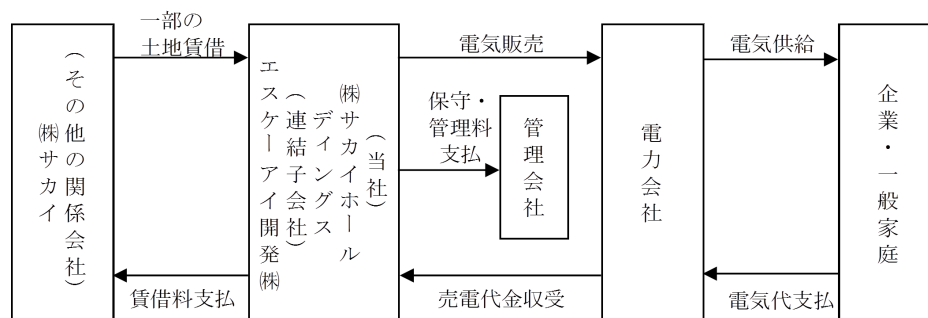 ㈱サカイ
(その他の関係会社)
一部の
土地賃借
賃借料支払
㈱サカイホール
ディングス
(当社)
エスケーアイ開発㈱
(連結子会社)
電気販売
保守・
管理料
支払
管理会社
売電代金収受
電力会社
電気供給
電気代支払
企業・一般家庭